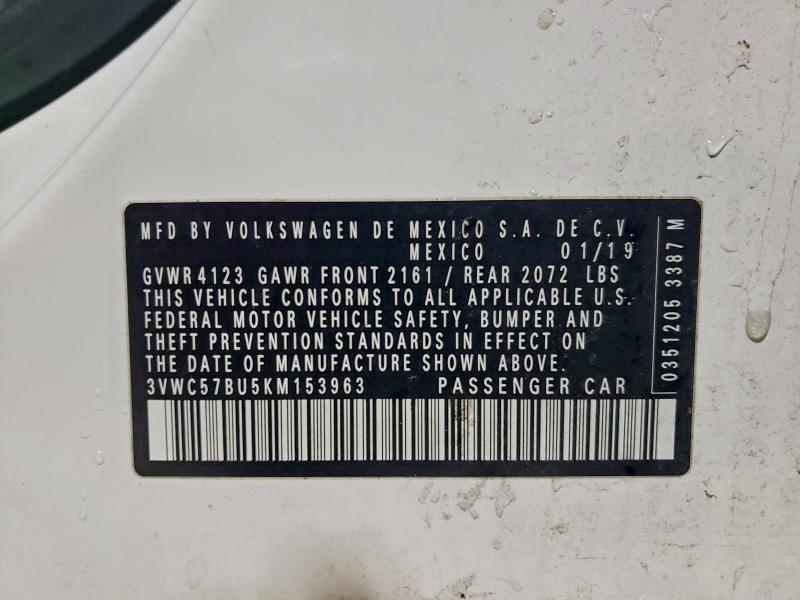 MFD BY VOLKSWAGEN DE MEXICO S.A. DE C.V.
MEXICO 01/19
GVWR 4123 GAWR FRONT 2161 / REAR 2072 LBS
THIS VEHICLE CONFORMS TO ALL APPLICABLE U.S.
FEDERAL MOTOR VEHICLE SAFETY, BUMPER AND
THEFT PREVENTION STANDARDS IN EFFECT ON
THE DATE OF MANUFACTURE SHOWN ABOVE.
3VWC57BU5KM153963 PASSENGER CAR
0351205 3387 M